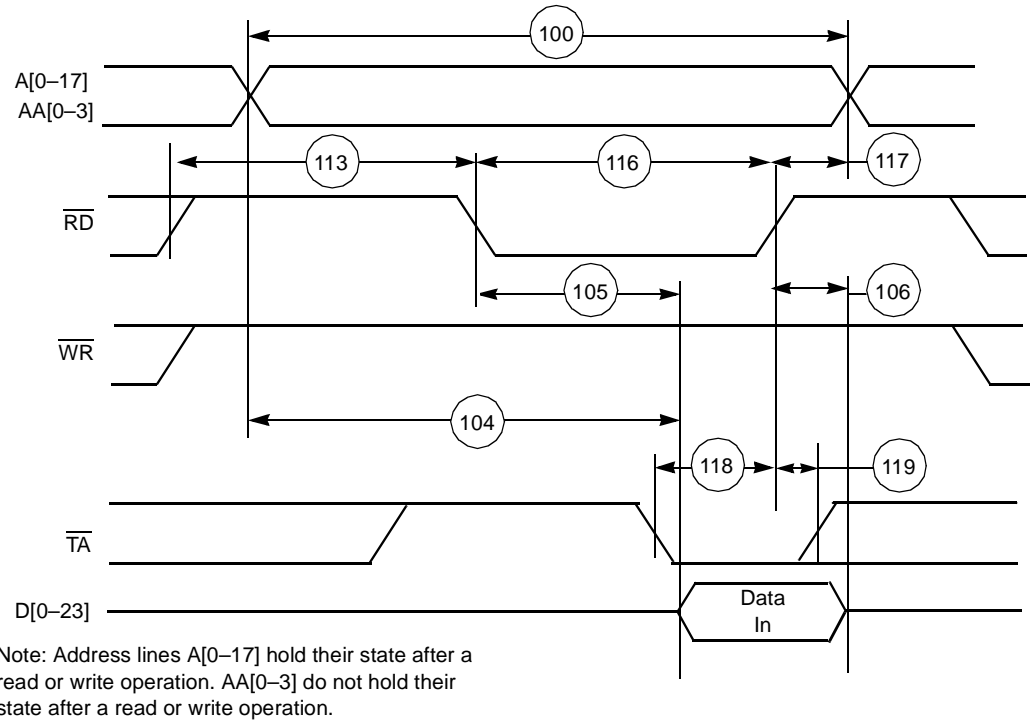 100
A[0–17]
AA[0–3]
113
116
117
RD
105
106
WR
104
118
119
TA
D[0–23]
Data
In
Note: Address lines A[0–17] hold their state after a
read or write operation. AA[0–3] do not hold their
state after a read or write operation.